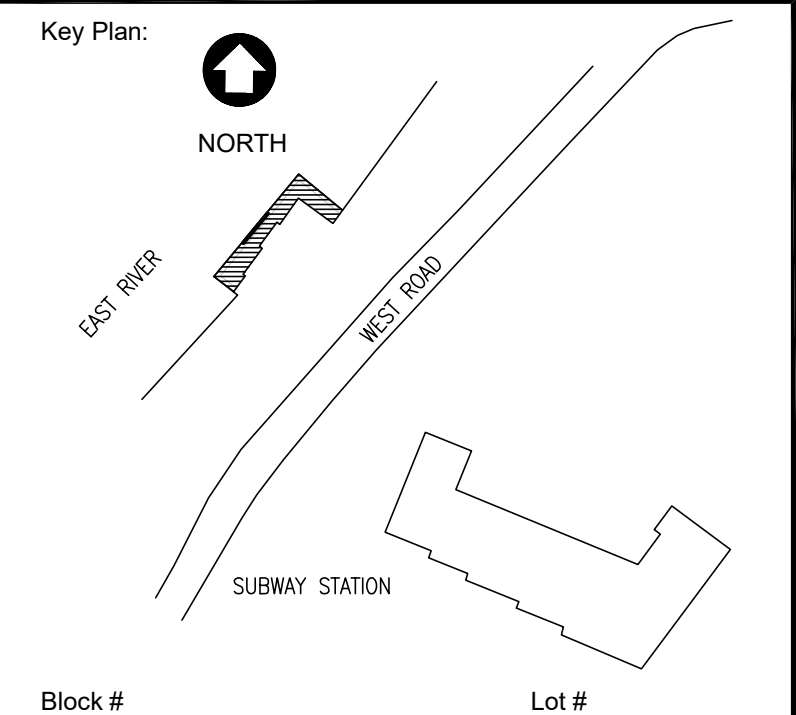 Key Plan:
NORTH
EAST RIVER
WEST ROAD
SUBWAY STATION
Block #
Lot #